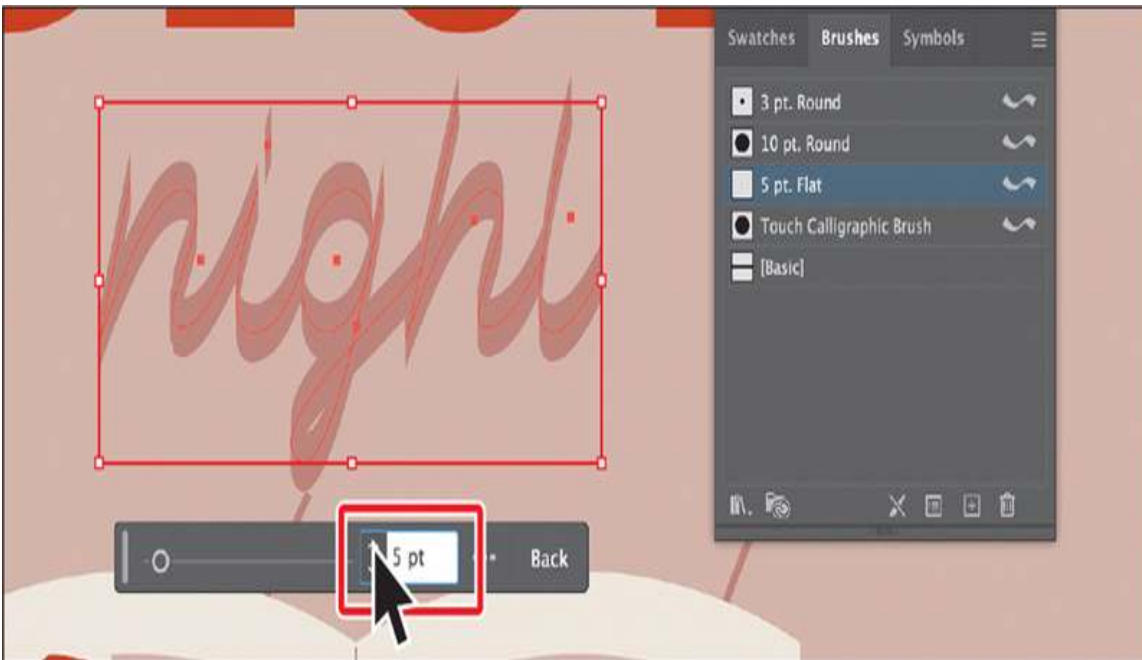 Swatches Brushes Symbols
3 pt. Round
10 pt. Round
5 pt. Flat
Touch Calligraphic Brush
[Basic]
night
5 pt
Back